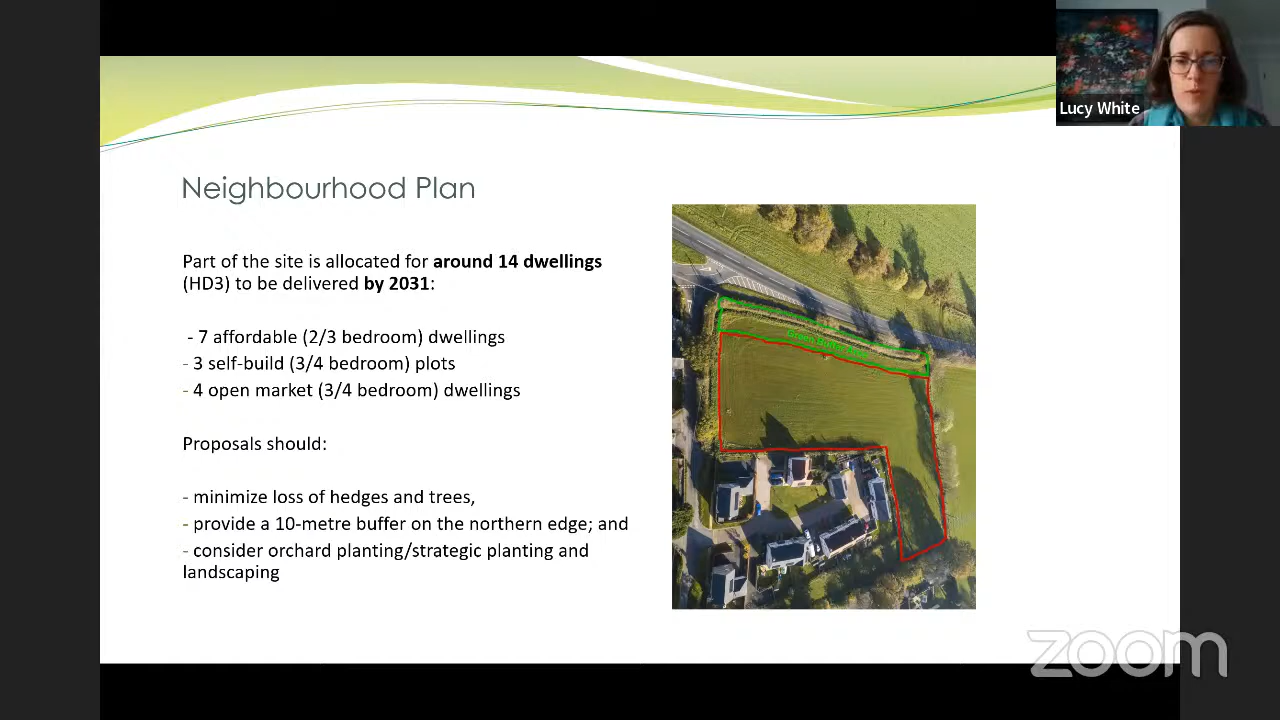 Lucy White
Neighbourhood Plan
Part of the site is allocated for around 14 dwellings
(HD3) to be delivered by 2031:
- 7 affordable (2/3 bedroom) dwellings
- 3 self-build (3/4 bedroom) plots
- 4 open market (3/4 bedroom) dwellings
Proposals should:
- minimize loss of hedges and trees,
- provide a 10-metre buffer on the northern edge; and
- consider orchard planting/strategic planting and
landscaping
Green Buffer
zoom